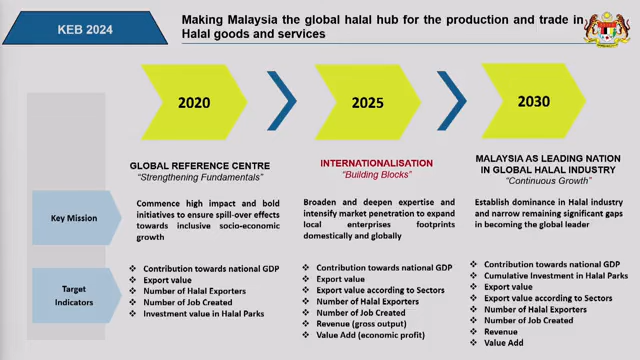 KEB 2024
Making Malaysia the global halal hub for the production and trade in
Halal goods and services
2020
2025
2030
GLOBAL REFERENCE CENTRE
"Strengthening Fundamentals"
INTERNATIONALISATION
"Building Blocks"
MALAYSIA AS LEADING NATION
IN GLOBAL HALAL INDUSTRY
"Continuous Growth"
Key Mission
Commence high impact and bold
initiatives to ensure spill-over effects
towards inclusive socio-economic
growth
Broaden and deepen expertise and
intensify market penetration to expand
local enterprises footprints
domestically and globally
Establish dominance in Halal industry
and narrow remaining significant gaps
in becoming the global leader
Target
Indicators
❖ Contribution towards national GDP
❖ Export value
❖ Number of Halal Exporters
❖ Number of Job Created
❖ Investment value in Halal Parks
❖ Contribution towards national GDP
❖ Export value
❖ Export value according to Sectors
❖ Number of Halal Exporters
❖ Number of Job Created
❖ Revenue (gross output)
❖ Value Add (economic profit)
❖ Contribution towards national GDP
❖ Cumulative Investment in Halal Parks
❖ Export value
❖ Export value according to Sectors
❖ Number of Halal Exporters
❖ Number of Job Created
❖ Revenue
❖ Value Add